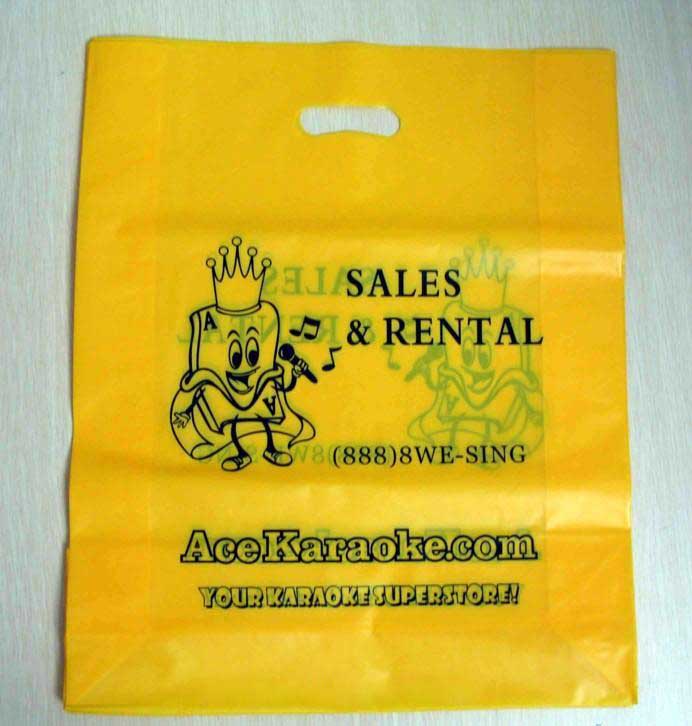 SALES
& RENTAL
A
A
(888)8WE-SING
AceKaraoke.com
YOUR KARAOKE SUPERSTORE!